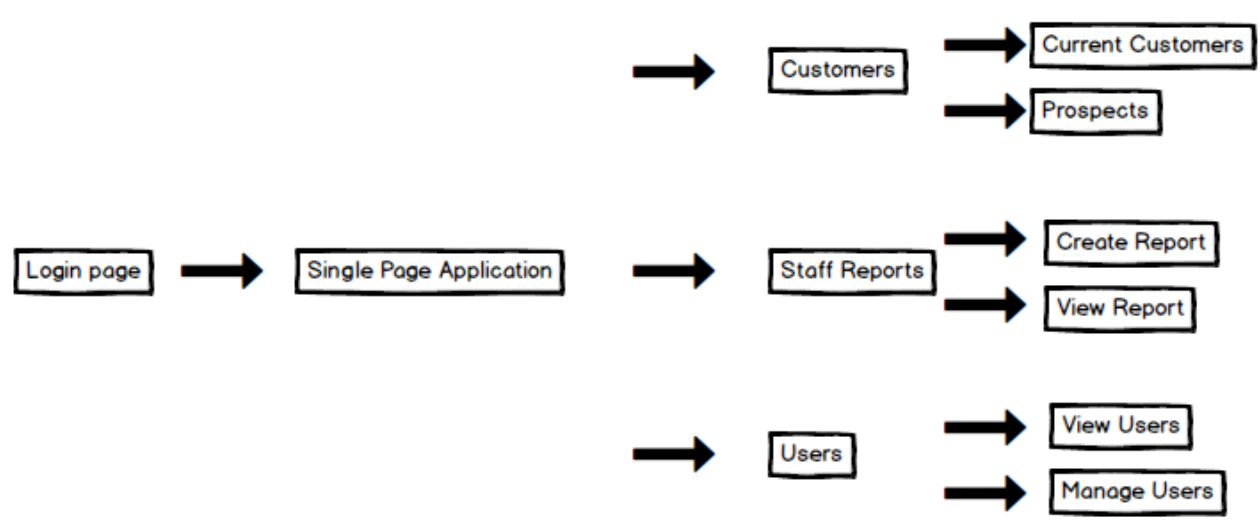 Current Customers
Customers
Prospects
Create Report
Login page
Single Page Application
Staff Reports
View Report
View Users
Users
Manage Users